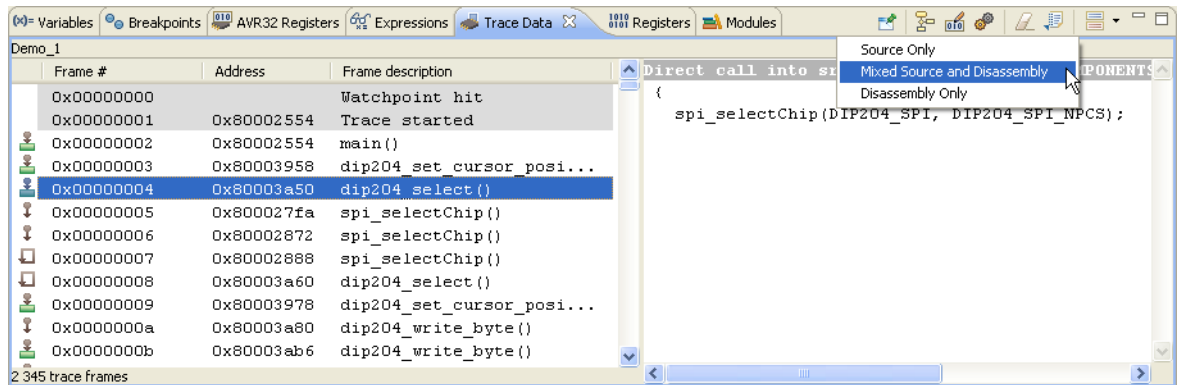 (x)= Variables Breakpoints 010 AVR32 Registers Expressions Trace Data 1010 0101 Registers Modules
Demo_1
Frame # Address Frame description
0x00000000 Watchpoint hit
0x00000001 0x80002554 Trace started
0x00000002 0x80002554 main()
0x00000003 0x80003958 dip204_set_cursor_posi...
0x00000004 0x80003a50 dip204_select()
0x00000005 0x800027fa spi_selectChip()
0x00000006 0x80002872 spi_selectChip()
0x00000007 0x80002888 spi_selectChip()
0x00000008 0x80003a60 dip204_select()
0x00000009 0x80003978 dip204_set_cursor_posi...
0x0000000a 0x80003a80 dip204_write_byte()
0x0000000b 0x80003ab6 dip204_write_byte()
2 345 trace frames
Direct call into
{
spi_selectChip(DIP204_SPI, DIP204_SPI_NPCS);
Source Only
Mixed Source and Disassembly
Disassembly Only